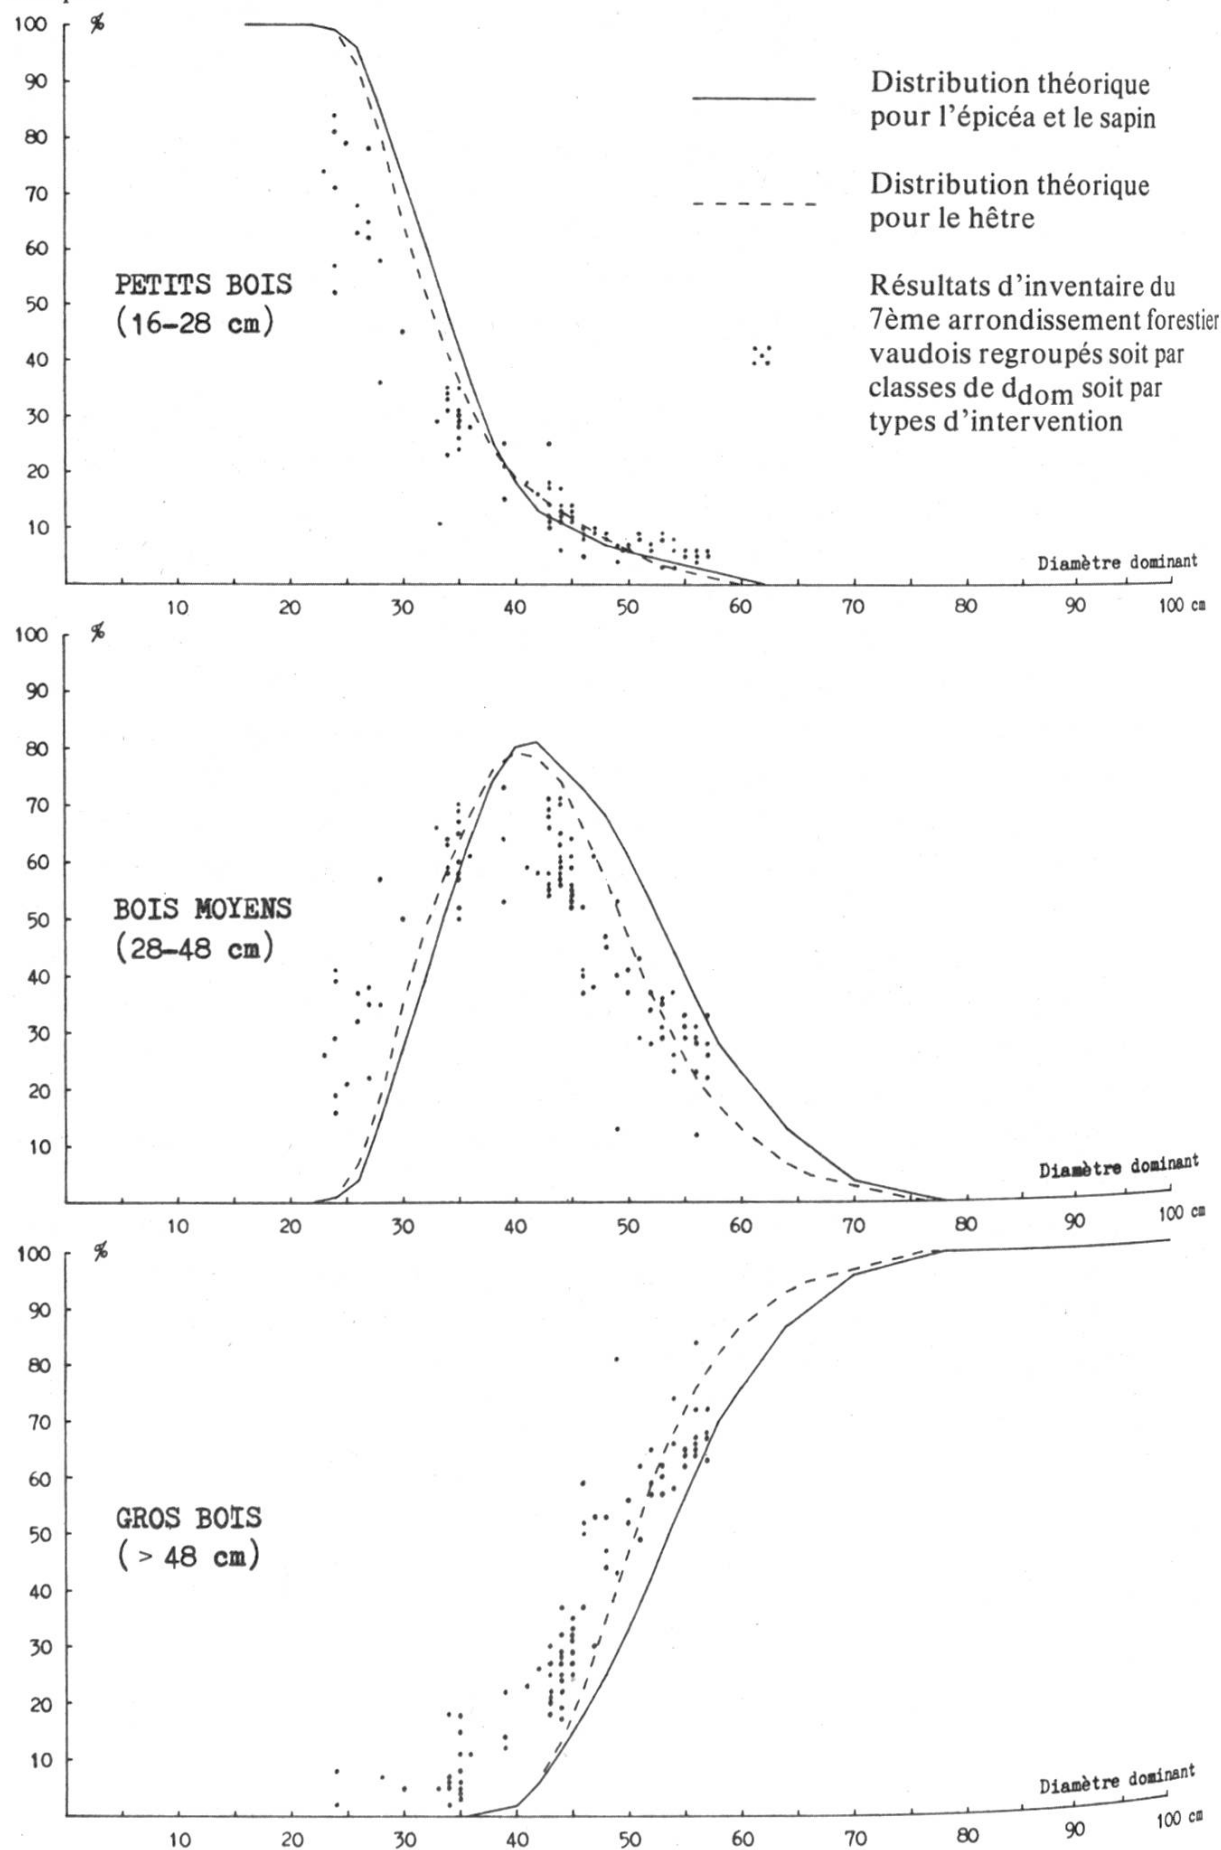 100 %
90
80
70
60
50
40
30
20
10
Distribution théorique
pour l'épicéa et le sapin
Distribution théorique
pour le hêtre
Résultats d'inventaire du
7ème arrondissement forestier
vaudois regroupés soit par
classes de ddom soit par
types d'intervention
PETITS BOIS
(16-28 cm)
Diamètre dominant
10 20 30 40 50 60 70 80 90 100 cm
100 %
90
80
70
60
50
40
30
20
10
BOIS MOYENS
(28-48 cm)
Diamètre dominant
10 20 30 40 50 60 70 80 90 100 cm
100 %
90
80
70
60
50
40
30
20
10
GROS BOIS
(> 48 cm)
Diamètre dominant
10 20 30 40 50 60 70 80 90 100 cm